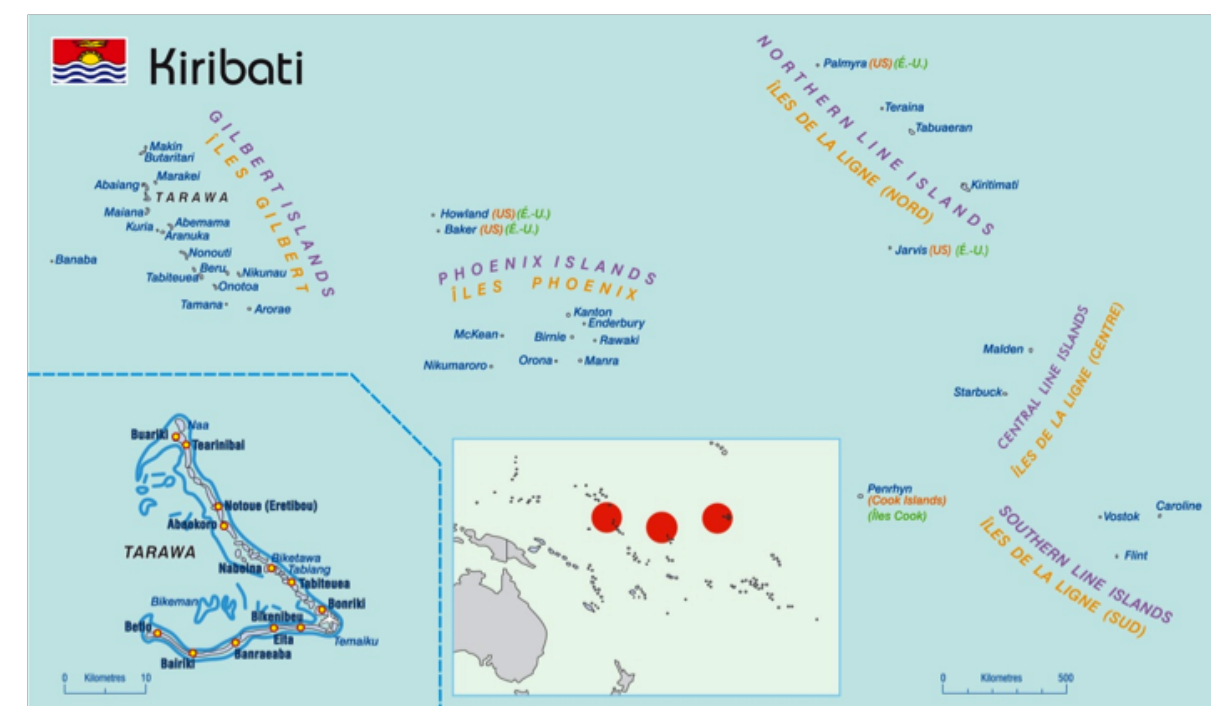 Kiribati
GILBERT ISLANDS
ÎLES GILBERT
Makin
Butaritari
Marakei
Abaiang
TARAWA
Maiana
Abemama
Kuria
Aranuka
Nonouti
Banaba
Beru
Nikunau
Tabiteuea
Onotoa
Tamana
Arorae
Howland (US) (É.-U.)
Baker (US) (É.-U.)
PHOENIX ISLANDS
ÎLES PHOENIX
Kanton
Enderbury
McKean
Birnie
Rawaki
Nikumaroro
Orona
Manra
NORTHERN LINE ISLANDS
ÎLES DE LA LIGNE (NORD)
Palmyra (US) (É.-U.)
Teraina
Tabuaeran
Kiritimati
Jarvis (US) (É.-U.)
CENTRAL LINE ISLANDS
ÎLES DE LA LIGNE (CENTRE)
Malden
Starbuck
Penrhyn
(Cook Islands)
(Îles Cook)
SOUTHERN LINE ISLANDS
ÎLES DE LA LIGNE (SUD)
Caroline
Vostok
Flint
0 Kilometres 500
Naa
Buariki
Tearinibai
Notoue (Eretibou)
Abaokoro
TARAWA
Biketawa
Nabeina
Tabiang
Tabiteuea
Bikeman
Bonriki
Bikenibeu
Betio
Eita
Temaiku
Banraeaba
Bairiki
0 Kilometres 10